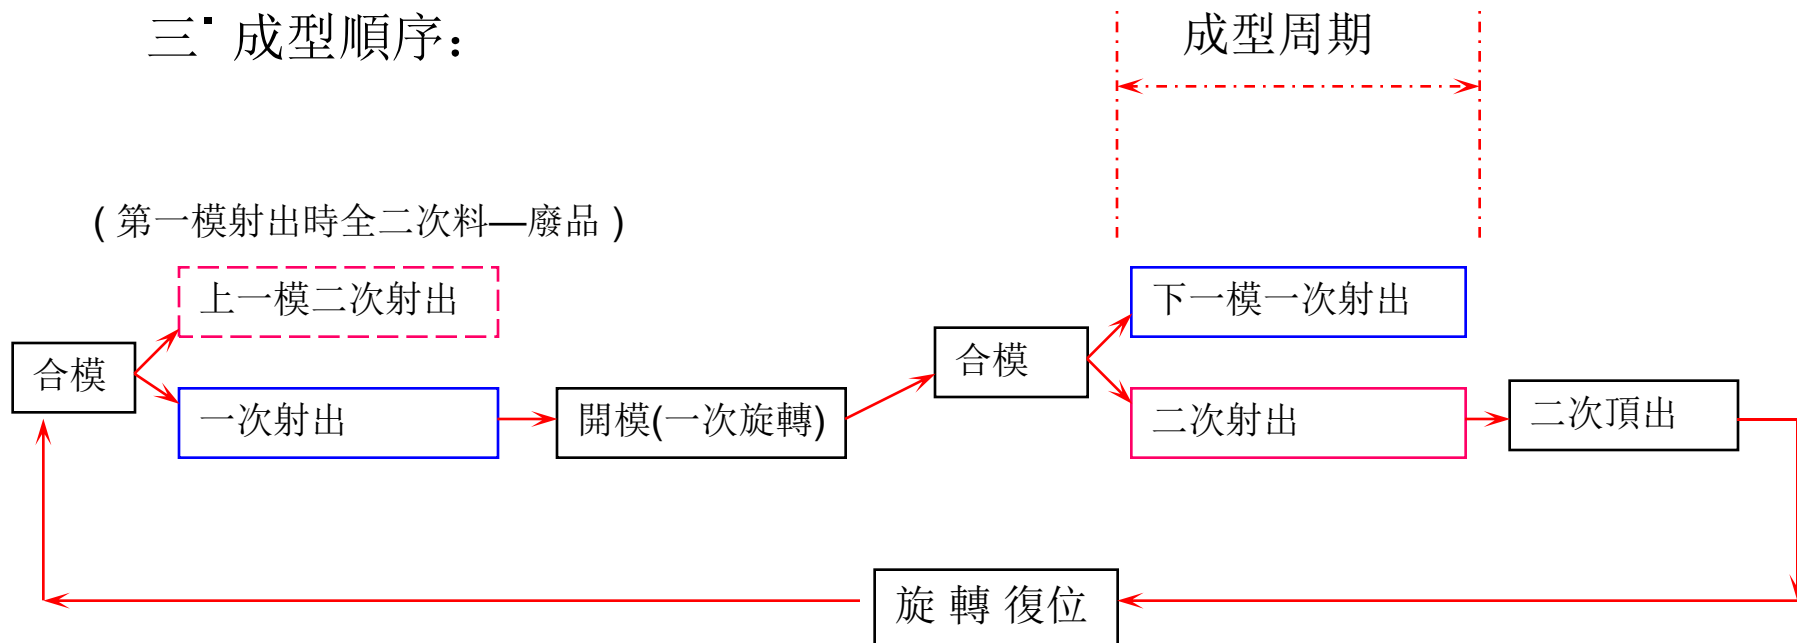 三▪成型順序：
成型周期
(第一模射出時全二次料—廢品)
上一模二次射出
下一模一次射出
合模
合模
一次射出
開模(一次旋轉)
二次射出
二次頂出
旋 轉 復位